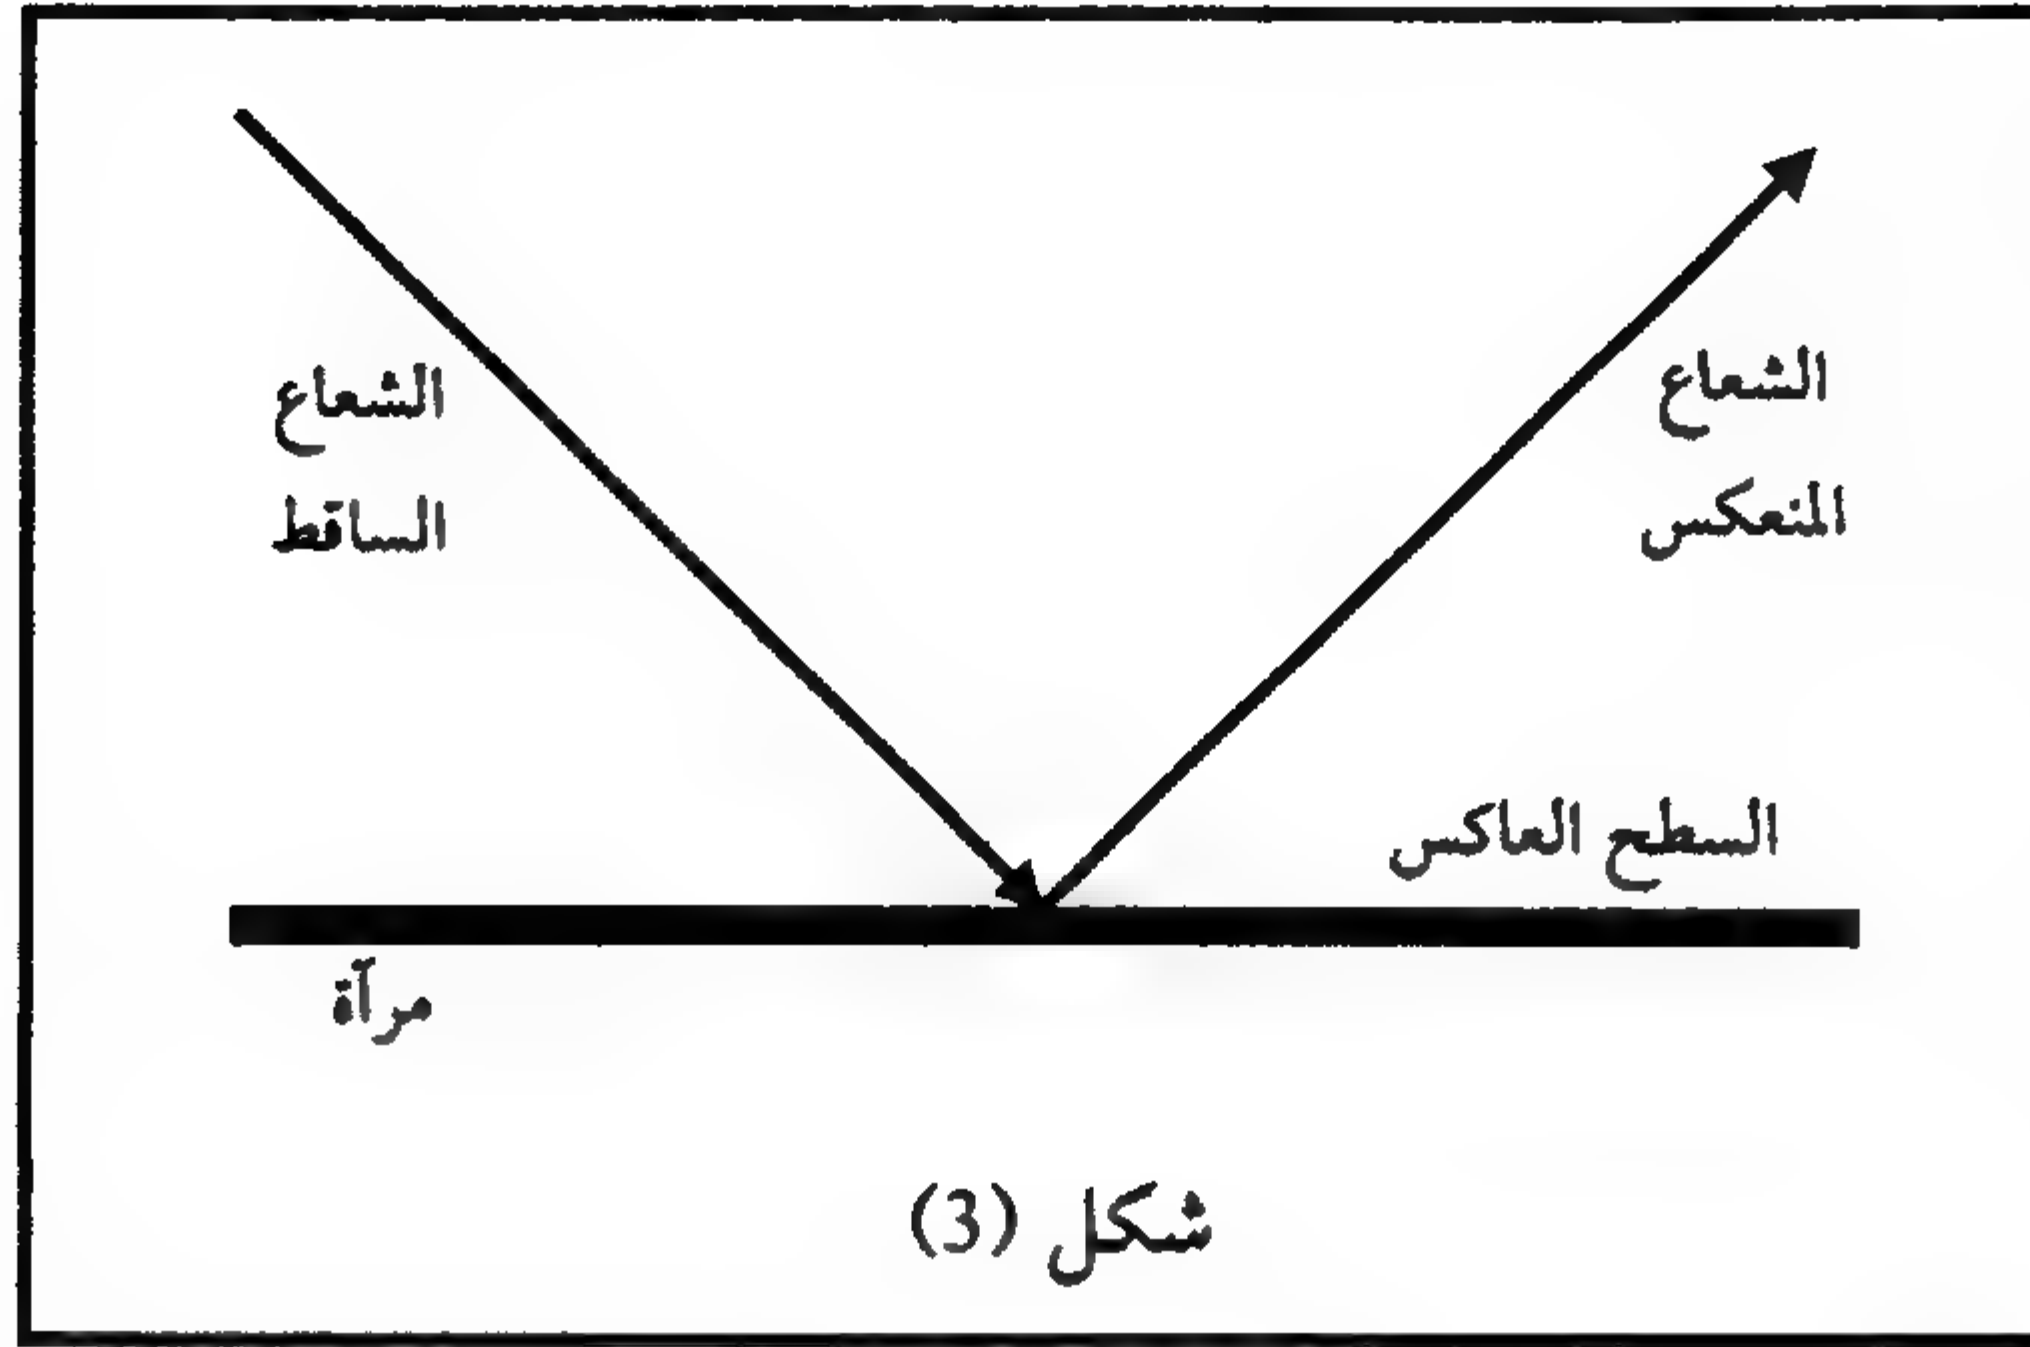 الشعاع
المنعكس
الشعاع
الساقط
السطح العاكس
مرآة
شكل (3)